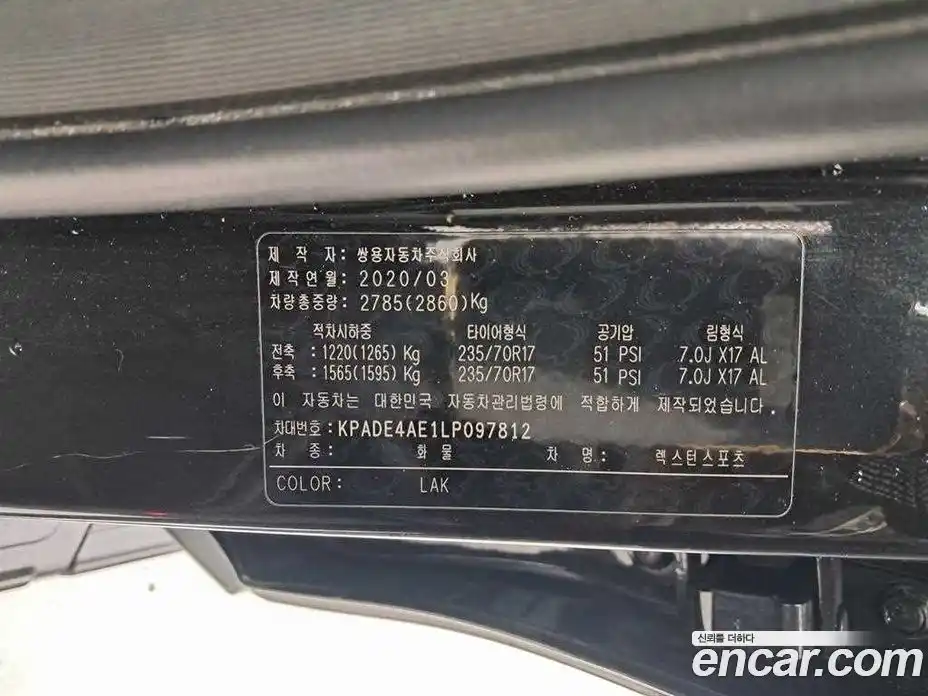 제 작 자: 쌍용자동차주식회사
제작연월: 2020/03
차량총중량: 2785(2860)Kg
적차시하중 타이어형식 공기압 림형식
전축 : 1220(1265) Kg 235/70R17 51 PSI 7.0J X17 AL
후축 : 1565(1595) Kg 235/70R17 51 PSI 7.0J X17 AL
이 자동차는 대한민국 자동차관리법령에 적합하게 제작되었습니다.
차대번호: KPADE4AE1LP097812
차 종: 화 물 차 명: 렉스턴스포츠
COLOR: LAK
신뢰를 더하다
encar.com